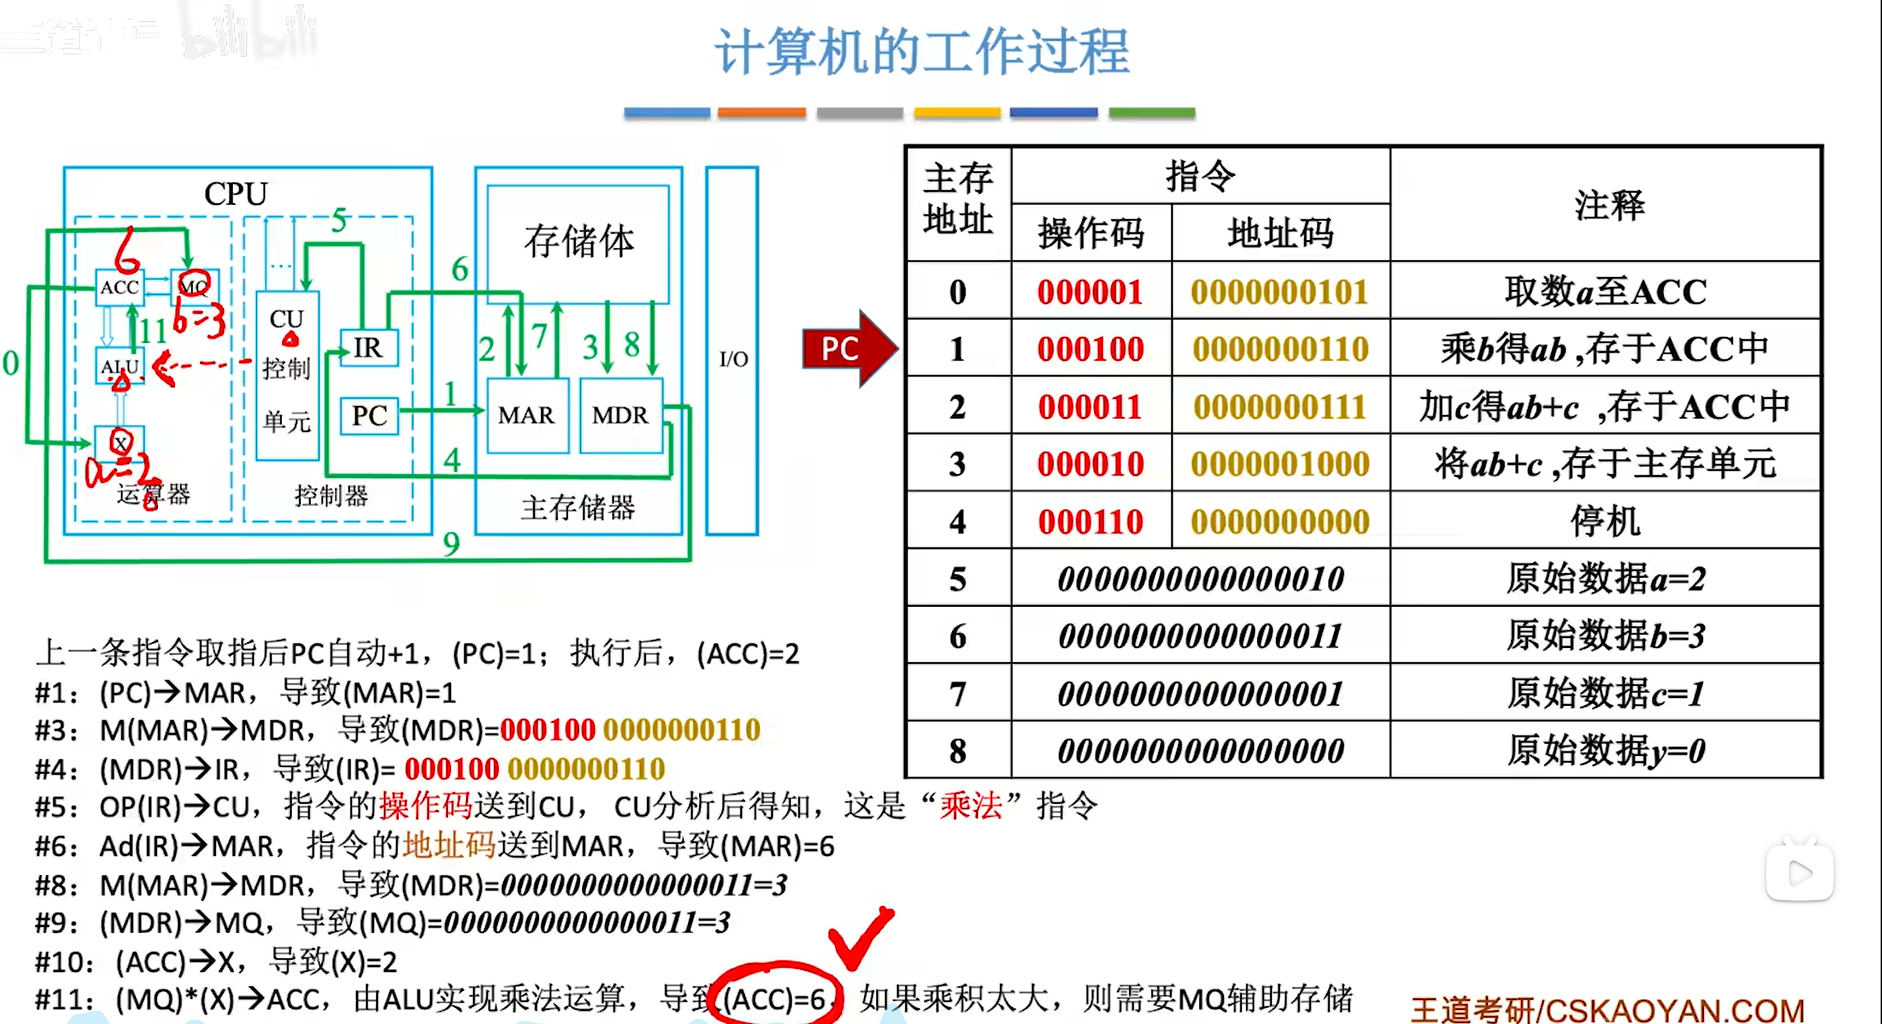 计算机的工作过程
CPU
ACC
MQ
ALU
X
运算器
CU
控制
单元
IR
PC
控制器
存储体
MAR
MDR
主存储器
I/O
0
1
2
3
4
5
6
7
8
9
11
6
b=3
a=2
PC
主存地址 指令 注释
操作码 地址码
0 000001 0000000101 取数a至ACC
1 000100 0000000110 乘b得ab ,存于ACC中
2 000011 0000000111 加c得ab+c ,存于ACC中
3 000010 0000001000 将ab+c ,存于主存单元
4 000110 0000000000 停机
5 0000000000000010 原始数据a=2
6 0000000000000011 原始数据b=3
7 0000000000000001 原始数据c=1
8 0000000000000000 原始数据y=0
上一条指令取指后PC自动+1，(PC)=1；执行后，(ACC)=2
#1：(PC)→MAR，导致(MAR)=1
#3：M(MAR)→MDR，导致(MDR)=000100 0000000110
#4：(MDR)→IR，导致(IR)= 000100 0000000110
#5：OP(IR)→CU，指令的操作码送到CU， CU分析后得知，这是“乘法”指令
#6：Ad(IR)→MAR，指令的地址码送到MAR，导致(MAR)=6
#8：M(MAR)→MDR，导致(MDR)=0000000000000011=3
#9：(MDR)→MQ，导致(MQ)=0000000000000011=3
#10：(ACC)→X，导致(X)=2
#11：(MQ)*(X)→ACC，由ALU实现乘法运算，导致(ACC)=6，如果乘积太大，则需要MQ辅助存储
王道考研/CSKAOYAN.COM
bilibili